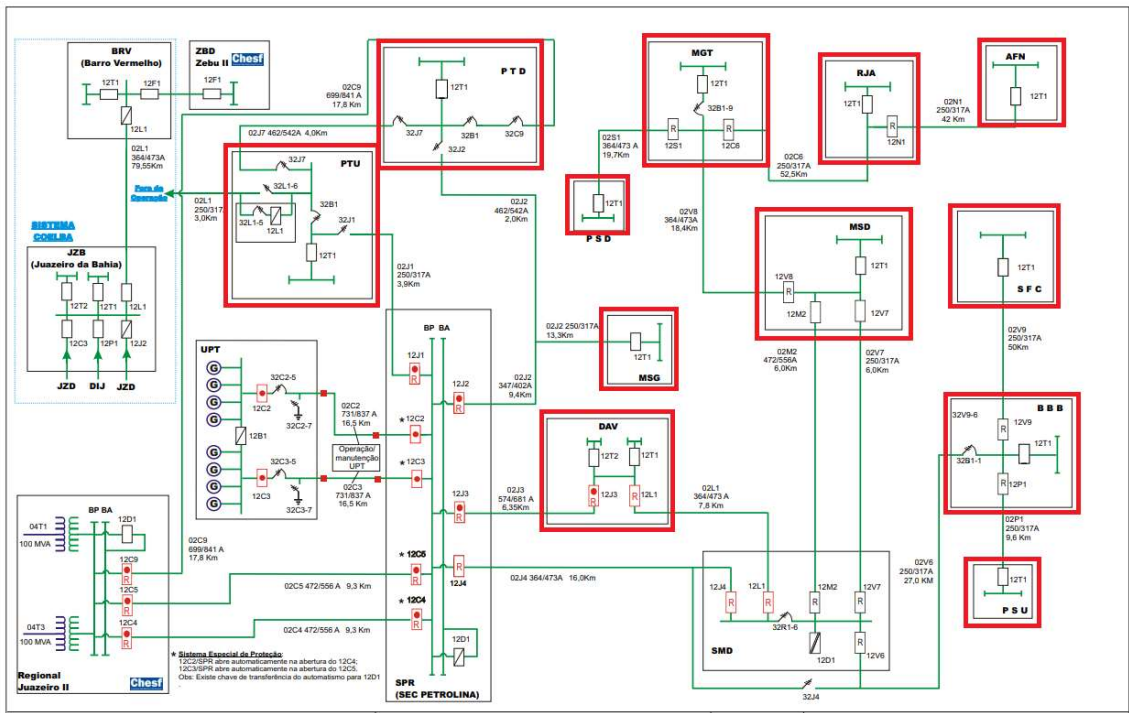 BRV
(Barro Vermelho)
12T1
12F1
12L1
ZBD
Zebu II
Chesf
12F1
02L1
364/473A
79,55Km
Fora de
Operação
SISTEMA
COELBA
JZB
(Juazeiro da Bahia)
12T2
12T1
12L1
12C3
12P1
12J2
JZD
DIJ
JZD
02C9
699/841 A
17,8 Km
02J7 462/542A 4,0Km
P T D
12T1
32J7
32B1
32C9
32J2
PTU
32J7
32L1-6
32B1
32J1
32L1-5
12L1
12T1
02L1
250/317
3,0Km
02J1
250/317A
3,9Km
02J2
462/542A
2,0Km
MGT
12T1
32B1-9
12S1
12C6
02S1
364/473 A
19,7Km
12T1
P S D
02V8
364/473A
18,4Km
RJA
12T1
12N1
02C6
250/317A
52,5Km
02N1
250/317A
42 Km
AFN
12T1
MSD
12V8
12T1
12M2
12V7
S F C
12T1
02V9
250/317A
50Km
02J2 250/317A
13,3Km
12T1
MSG
02M2
472/556A
6,0Km
02V7
250/317A
6,0Km
02J2
347/402A
9,4Km
UPT
G
G
G
G
G
G
G
12C2
32C2-5
32C2-7
12B1
12C3
32C3-5
32C3-7
02C2
731/837 A
16,5 Km
Operação/
manutenção
UPT
02C3
731/837 A
16,5 Km
BP BA
12J1
R
12J2
R
* 12C2
R
* 12C3
12J3
R
* 12C5
R
R
12J4
* 12C4
R
12D1
SPR
(SEC PETROLINA)
DAV
12T2
12T1
R
12J3
R
12L1
02J3
574/681 A
6,35Km
02L1
364/473 A
7,8 Km
B B B
32V9-6
12V9
12T1
32B1-1
12P1
02P1
250/317A
9,6 Km
12T1
P S U
02V6
250/317A
27,0 KM
02J4 364/473A 16,0Km
12J4
12L1
12M2
12V7
R
R
R
R
32R1-6
12D1
12V6
SMD
32J4
02C9
699/841 A
17,8 Km
02C5 472/556 A 9,3 Km
02C4 472/556 A 9,3 Km
BP BA
04T1
100 MVA
12D1
12C9
R
12C5
R
12C4
R
04T3
100 MVA
Regional
Juazeiro II
Chesf
* Sistema Especial de Proteção:
12C2/SPR abre automaticamente na abertura do 12C4;
12C3/SPR abre automaticamente na abertura do 12C5.
Obs: Existe chave de transferência do automatismo para 12D1